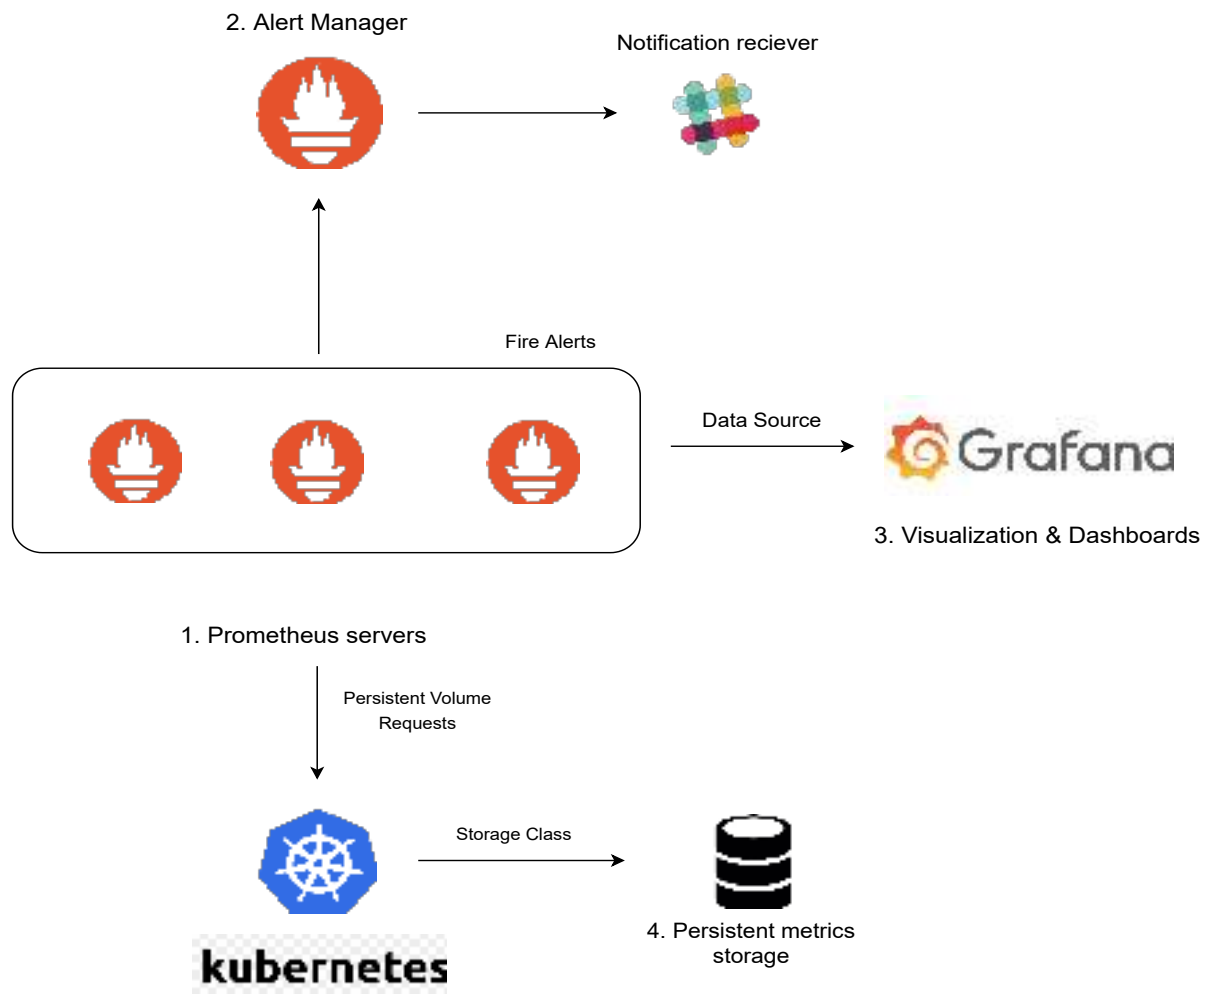 2. Alert Manager
Notification reciever
Fire Alerts
Data Source
Grafana
3. Visualization & Dashboards
1. Prometheus servers
Persistent Volume
Requests
Storage Class
kubernetes
4. Persistent metrics
storage